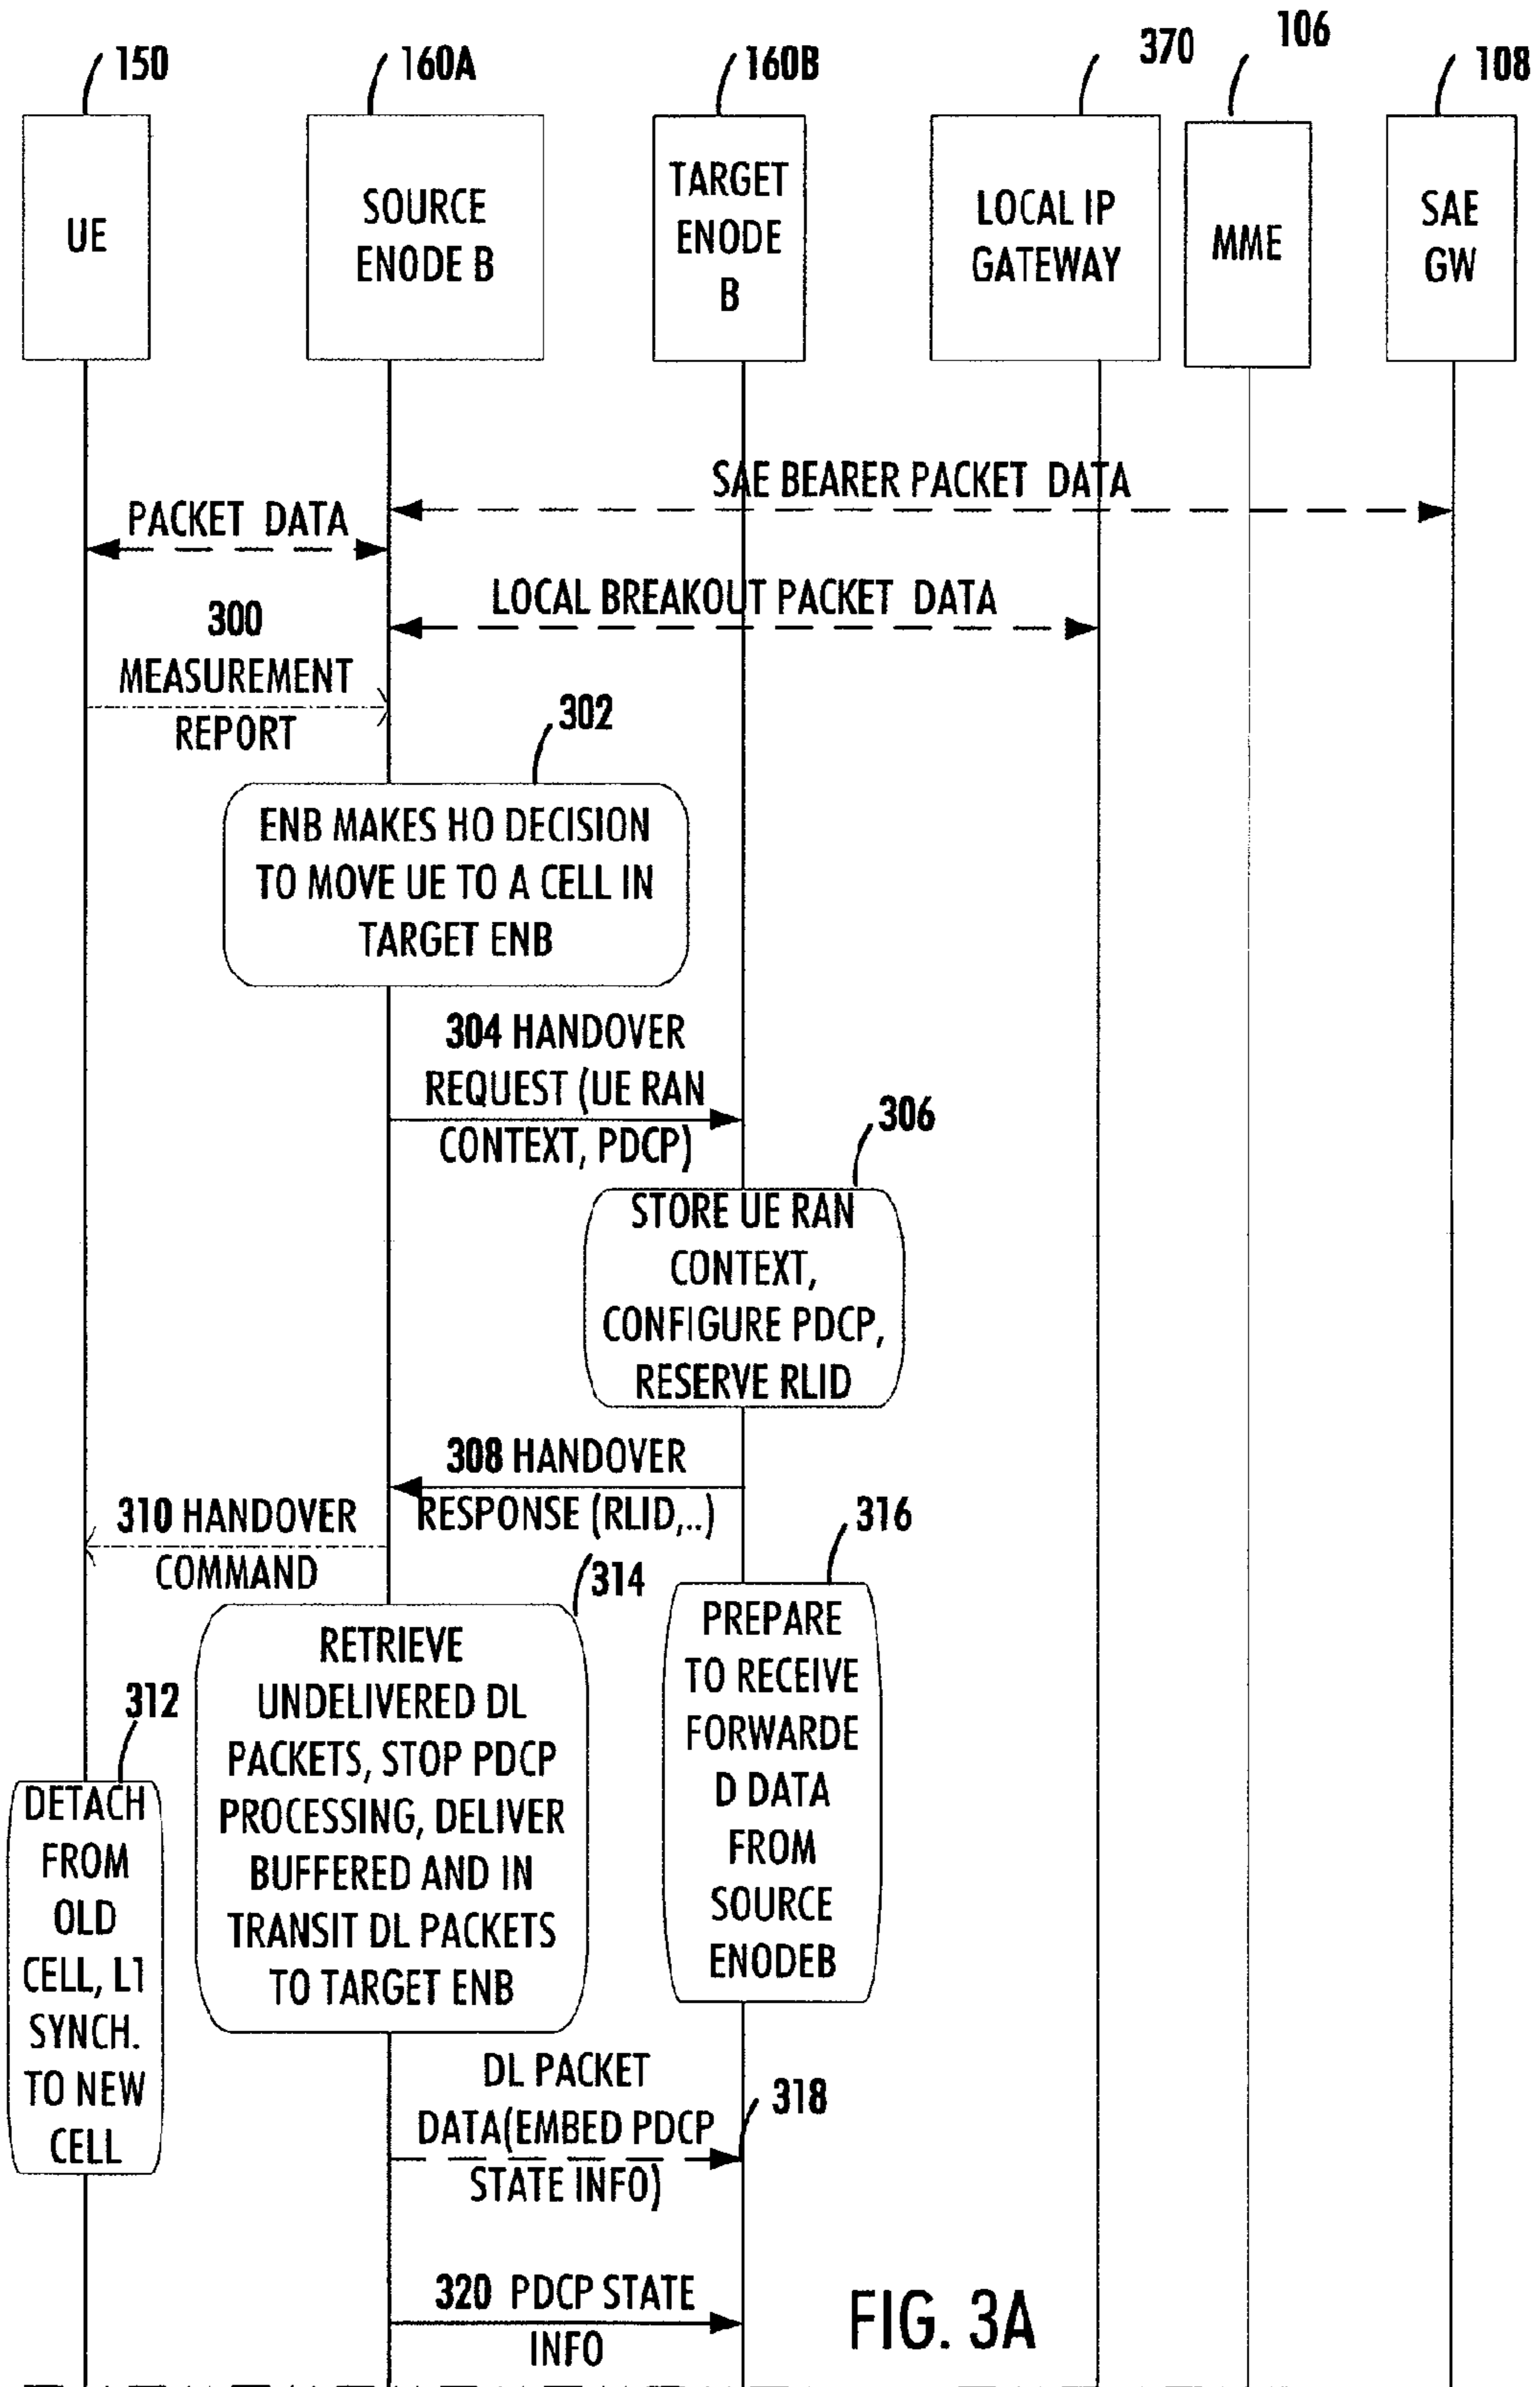 150
160A
160B
370
106
108
UE
SOURCE
ENODE B
TARGET
ENODE
B
LOCAL IP
GATEWAY
MME
SAE
GW
SAE BEARER PACKET DATA
PACKET DATA
LOCAL BREAKOUT PACKET DATA
300
MEASUREMENT
REPORT
302
ENB MAKES HO DECISION
TO MOVE UE TO A CELL IN
TARGET ENB
304 HANDOVER
REQUEST (UE RAN
CONTEXT, PDCP)
306
STORE UE RAN
CONTEXT,
CONFIGURE PDCP,
RESERVE RLID
308 HANDOVER
RESPONSE (RLID,..)
310 HANDOVER
COMMAND
316
314
PREPARE
TO RECEIVE
FORWARDE
D DATA
FROM
SOURCE
ENODEB
RETRIEVE
UNDELIVERED DL
PACKETS, STOP PDCP
PROCESSING, DELIVER
BUFFERED AND IN
TRANSIT DL PACKETS
TO TARGET ENB
312
DETACH
FROM
OLD
CELL, L1
SYNCH.
TO NEW
CELL
DL PACKET
DATA(EMBED PDCP
STATE INFO)
318
320 PDCP STATE
INFO
FIG. 3A